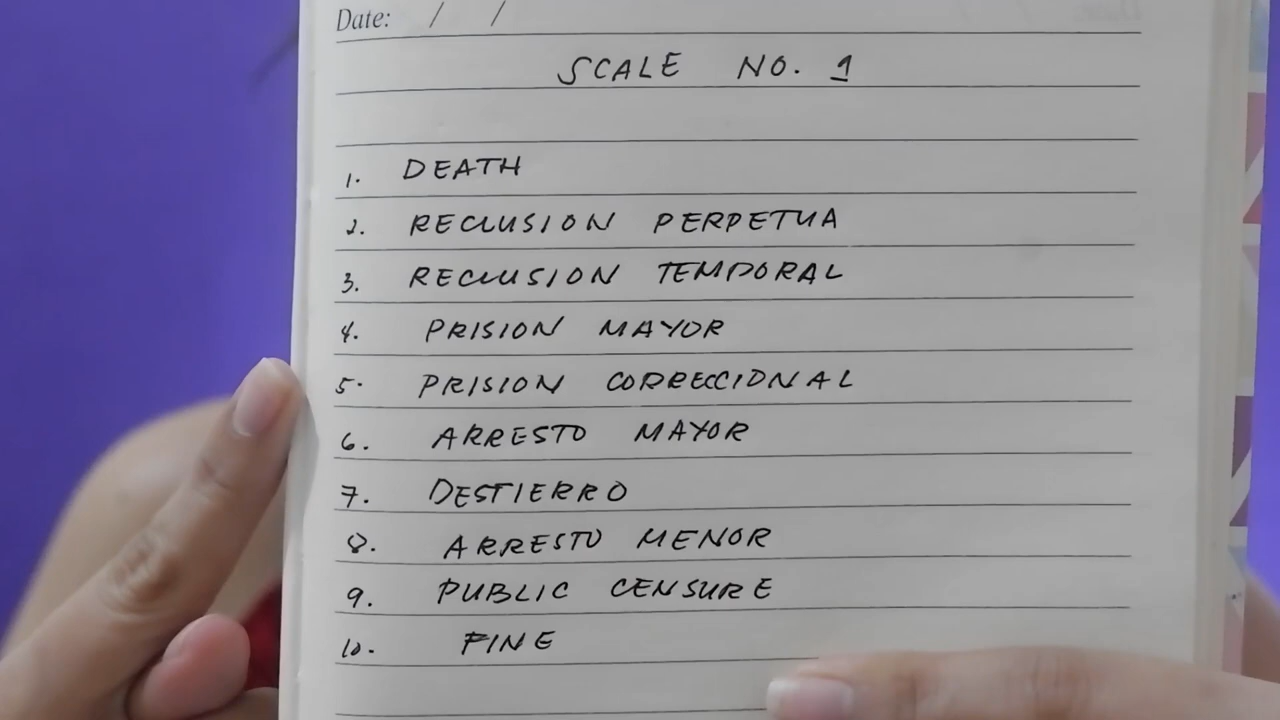 Date: / /
SCALE NO. 1
1. DEATH
2. RECLUSION PERPETUA
3. RECLUSION TEMPORAL
4. PRISION MAYOR
5. PRISION CORRECCIONAL
6. ARRESTO MAYOR
7. DESTIERRO
8. ARRESTO MENOR
9. PUBLIC CENSURE
10. FINE